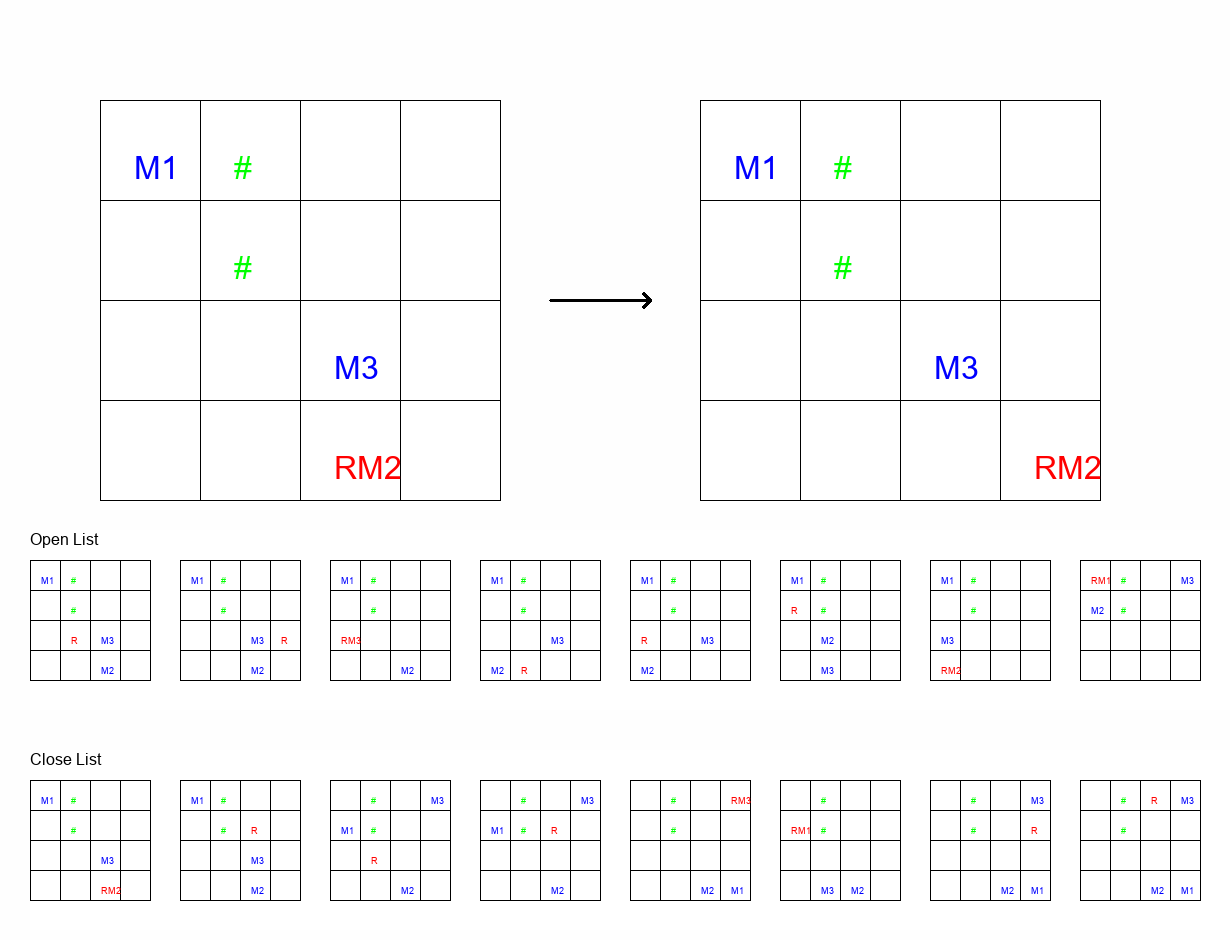 M1 # M1 #
# #
M3 M3
RM2 RM2
Open List
M1 # M1 # M1 # M1 # M1 # M1 # M1 # RM1 # M3
# # # # # R # # M2 #
R M3 M3 R RM3 M3 R M3 M2 M3
M2 M2 M2 M2 R M2 M3 RM2
Close List
M1 # M1 # # M3 # M3 # RM3 # # M3 # R M3
# # R M1 # M1 # R # RM1 # # R #
M3 M3 R
RM2 M2 M2 M2 M2 M1 M3 M2 M2 M1 M2 M1